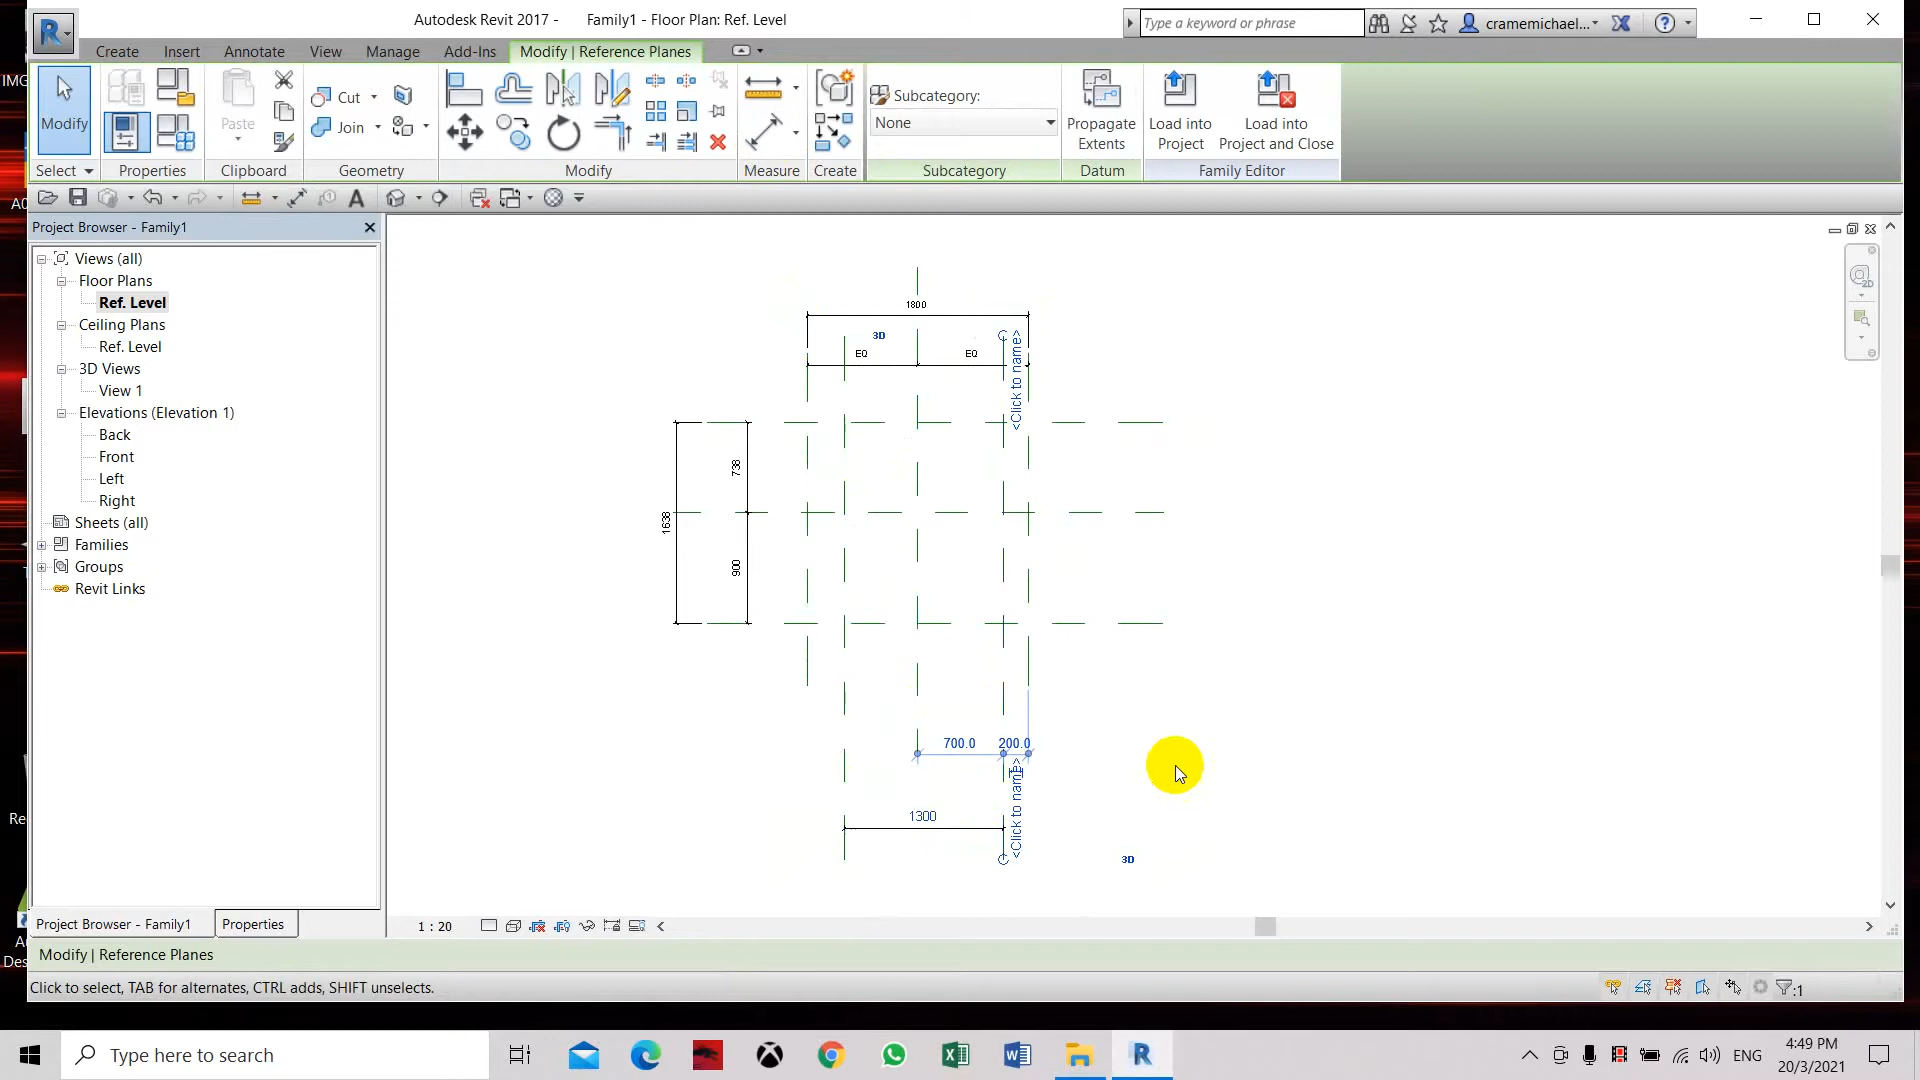 Autodesk Revit 2017 - Family1 - Floor Plan: Ref. Level
Type a keyword or phrase
cramemichael...
Create Insert Annotate View Manage Add-Ins Modify | Reference Planes
Modify
Paste
Cut
Join
Subcategory:
None
Propagate Extents
Load into Project
Load into Project and Close
Select Properties Clipboard Geometry Modify Measure Create Subcategory Datum Family Editor
Project Browser - Family1
Views (all)
Floor Plans
Ref. Level
Ceiling Plans
Ref. Level
3D Views
View 1
Elevations (Elevation 1)
Back
Front
Left
Right
Sheets (all)
Families
Groups
Revit Links
1800
3D
EQ EQ
<Click to name>
738
1638
900
700.0 200.0
<Click to name>
1300
3D
Project Browser - Family1 Properties
1 : 20
Modify | Reference Planes
Click to select, TAB for alternates, CTRL adds, SHIFT unselects.
:1
Type here to search
ENG
4:49 PM
20/3/2021